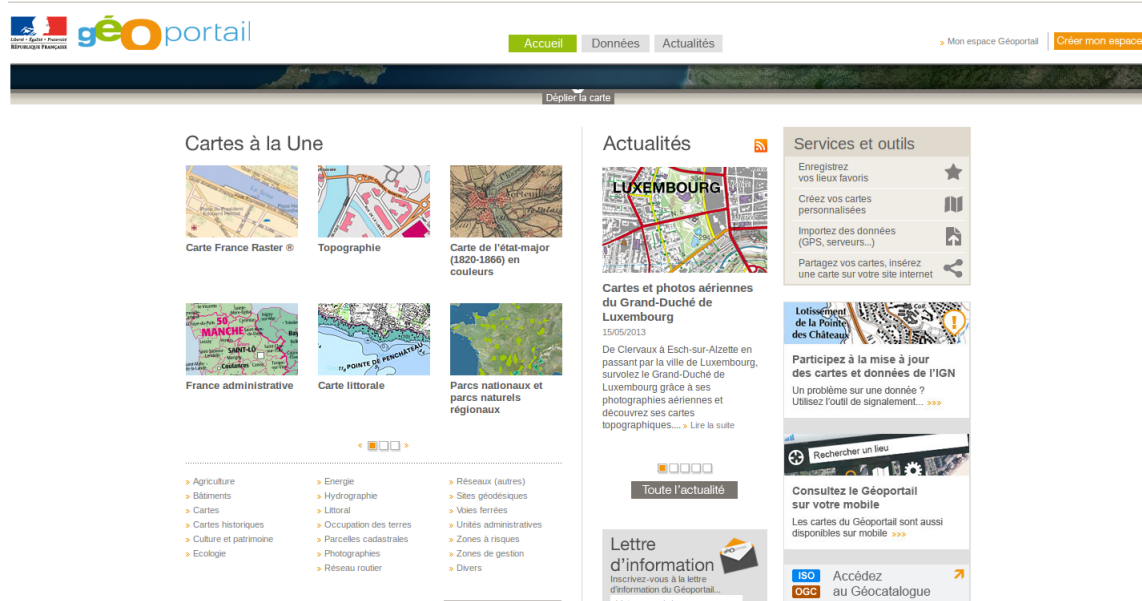 Liberté • Égalité • Fraternité
RÉPUBLIQUE FRANÇAISE
géoportail
Accueil
Données
Actualités
» Mon espace Géoportail
Créer mon espace
Déplier la carte
Cartes à la Une
Carte France Raster ®
Topographie
Carte de l'état-major
(1820-1866) en
couleurs
50
MANCHE
SAINT-LÔ
Coutances
POINTE DE PENCHÂTEAU
France administrative
Carte littorale
Parcs nationaux et
parcs naturels
régionaux
« »
» Agriculture
» Bâtiments
» Cartes
» Cartes historiques
» Culture et patrimoine
» Ecologie
» Energie
» Hydrographie
» Littoral
» Occupation des terres
» Parcelles cadastrales
» Photographies
» Réseau routier
» Réseaux (autres)
» Sites géodésiques
» Voies ferrées
» Unités administratives
» Zones à risques
» Zones de gestion
» Divers
Actualités
LUXEMBOURG
Cartes et photos aériennes
du Grand-Duché de
Luxembourg
15/05/2013
De Clervaux à Esch-sur-Alzette en
passant par la ville de Luxembourg,
survolez le Grand-Duché de
Luxembourg grâce à ses
photographies aériennes et
découvrez ses cartes
topographiques.... » Lire la suite
Toute l'actualité
Lettre
d'information
Inscrivez-vous à la lettre
d'information du Géoportail...
Services et outils
Enregistrez
vos lieux favoris
Créez vos cartes
personnalisées
Importez des données
(GPS, serveurs...)
Partagez vos cartes, insérez
une carte sur votre site internet
Lotissement
de la Pointe
des Châteaux
Participez à la mise à jour
des cartes et données de l'IGN
Un problème sur une donnée ?
Utilisez l'outil de signalement... »»»
Rechercher un lieu
Consultez le Géoportail
sur votre mobile
Les cartes du Géoportail sont aussi
disponibles sur mobile »»»
ISO
OGC
Accédez
au Géocatalogue